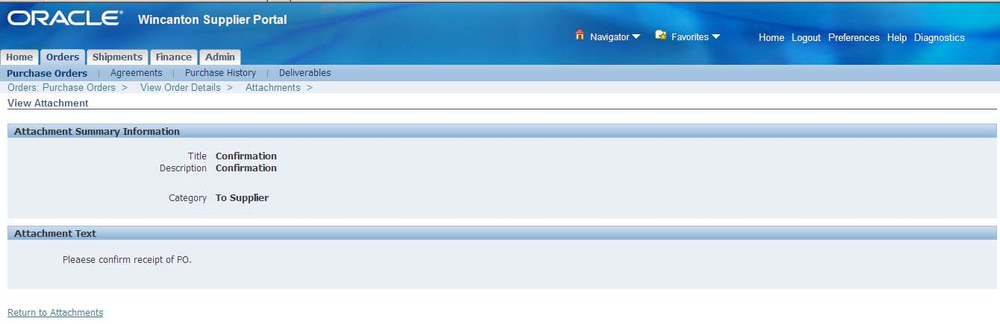 ORACLE® Wincanton Supplier Portal
Navigator Favorites Home Logout Preferences Help Diagnostics
Home Orders Shipments Finance Admin
Purchase Orders | Agreements | Purchase History | Deliverables
Orders: Purchase Orders > View Order Details > Attachments >
View Attachment
Attachment Summary Information
Title Confirmation
Description Confirmation
Category To Supplier
Attachment Text
Pleaese confirm receipt of PO.
Return to Attachments